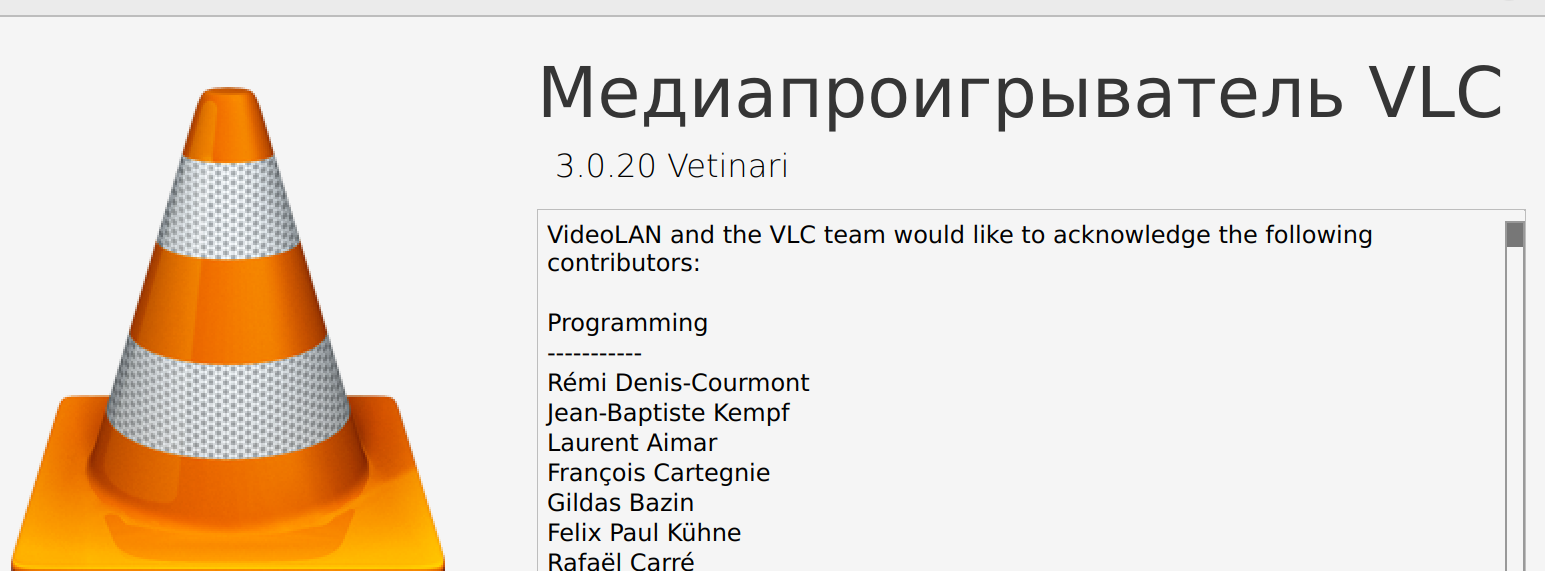 Медиапроигрыватель VLC
3.0.20 Vetinari
VideoLAN and the VLC team would like to acknowledge the following
contributors:
Programming
-----------
Rémi Denis-Courmont
Jean-Baptiste Kempf
Laurent Aimar
François Cartegnie
Gildas Bazin
Felix Paul Kühne
Rafaël Carré